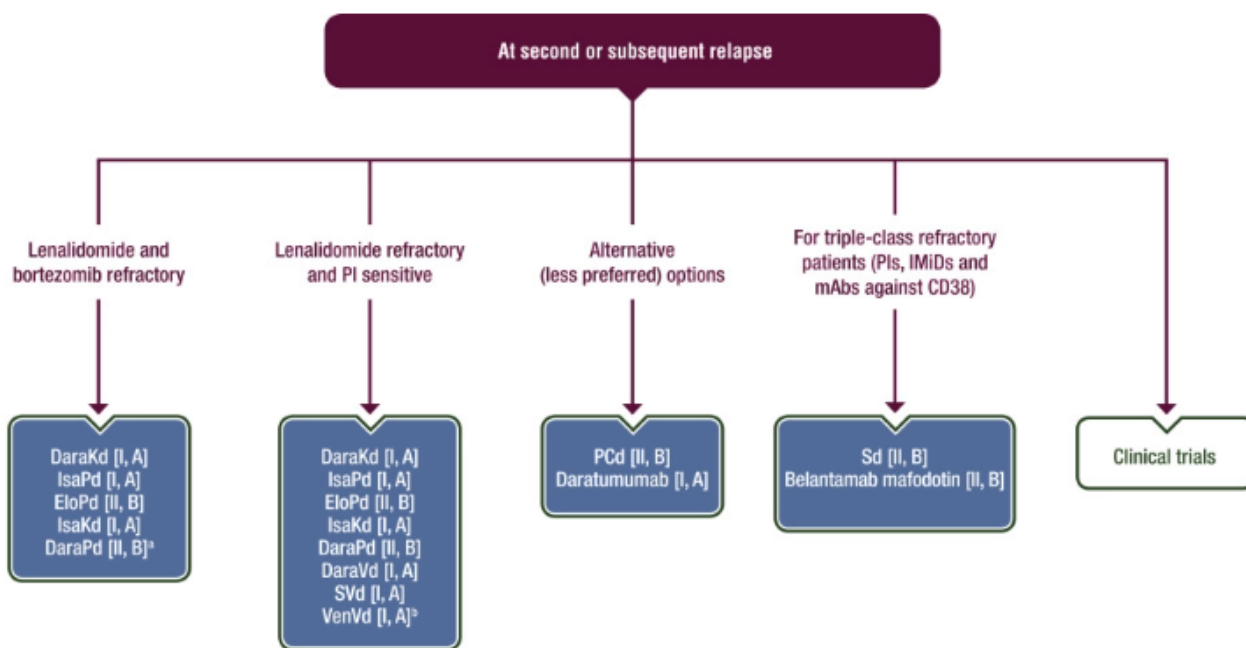 At second or subsequent relapse
Lenalidomide and
bortezomib refractory
Lenalidomide refractory
and PI sensitive
Alternative
(less preferred) options
For triple-class refractory
patients (PIs, IMiDs and
mAbs against CD38)
DaraKd [I, A]
IsaPd [I, A]
EloPd [II, B]
IsaKd [I, A]
DaraPd [II, B]ᵃ
DaraKd [I, A]
IsaPd [I, A]
EloPd [II, B]
IsaKd [I, A]
DaraPd [II, B]
DaraVd [I, A]
SVd [I, A]
VenVd [I, A]ᵇ
PCd [II, B]
Daratumumab [I, A]
Sd [II, B]
Belantamab mafodotin [II, B]
Clinical trials